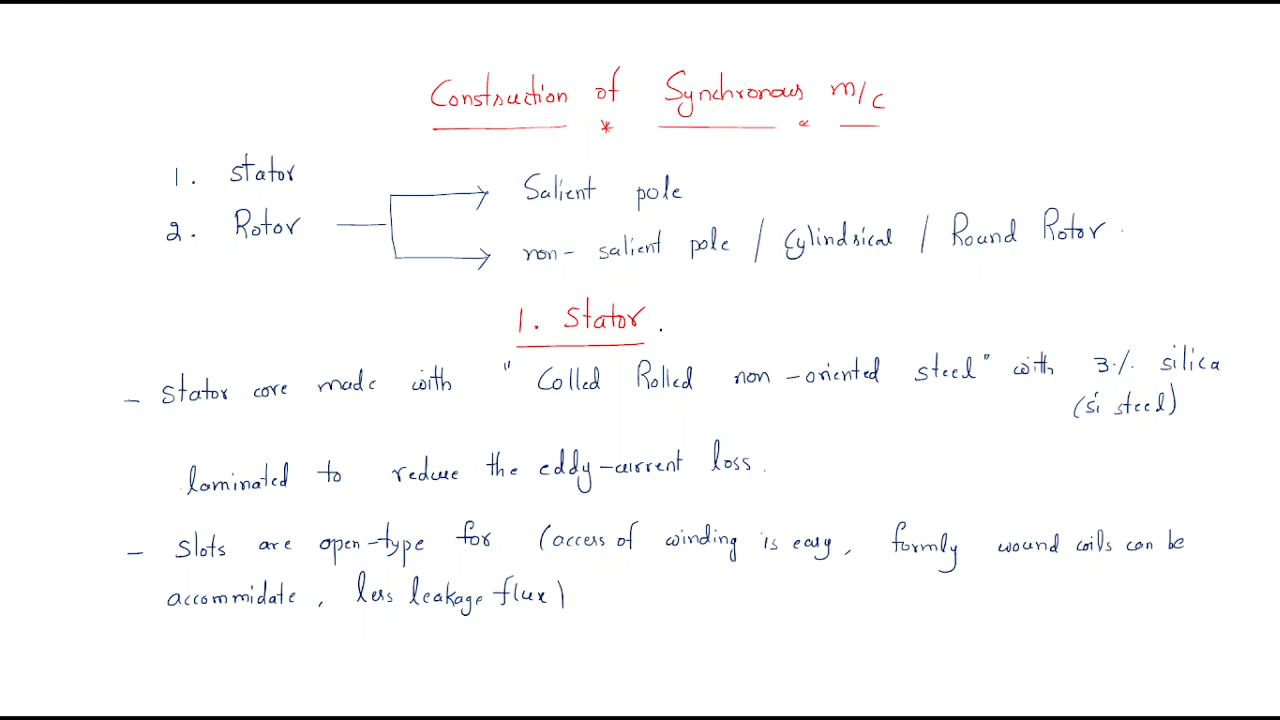 Construction of Synchronous m/c
1. Stator
2. Rotor
Salient pole
non-salient pole / Cylindrical / Round Rotor.
1. Stator.
- Stator core made with "Colled Rolled non-oriented steel" with 3% silica
(si steel)
laminated to reduce the eddy-current loss.
- Slots are open-type for (access of winding is easy, formly wound coils can be
accommidate, less leakage flux)